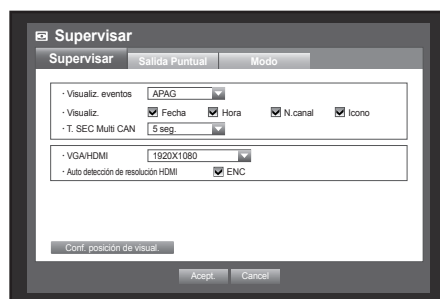 Supervisar
Supervisar Salida Puntual Modo
· Visualiz. eventos APAG
· Visualiz. Fecha Hora N.canal Icono
· T. SEC Multi CAN 5 seg.
· VGA/HDMI 1920X1080
· Auto detección de resolución HDMI ENC
Conf. posición de visual.
Acept. Cancel